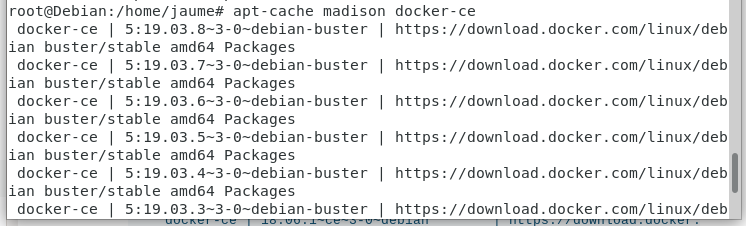 root@Debian:/home/jaume# apt-cache madison docker-ce
 docker-ce | 5:19.03.8~3-0~debian-buster | https://download.docker.com/linux/deb
ian buster/stable amd64 Packages
 docker-ce | 5:19.03.7~3-0~debian-buster | https://download.docker.com/linux/deb
ian buster/stable amd64 Packages
 docker-ce | 5:19.03.6~3-0~debian-buster | https://download.docker.com/linux/deb
ian buster/stable amd64 Packages
 docker-ce | 5:19.03.5~3-0~debian-buster | https://download.docker.com/linux/deb
ian buster/stable amd64 Packages
 docker-ce | 5:19.03.4~3-0~debian-buster | https://download.docker.com/linux/deb
ian buster/stable amd64 Packages
 docker-ce | 5:19.03.3~3-0~debian-buster | https://download.docker.com/linux/deb
docker-ce | 18.06.1~ce~3-0~debian | https://download.docker.